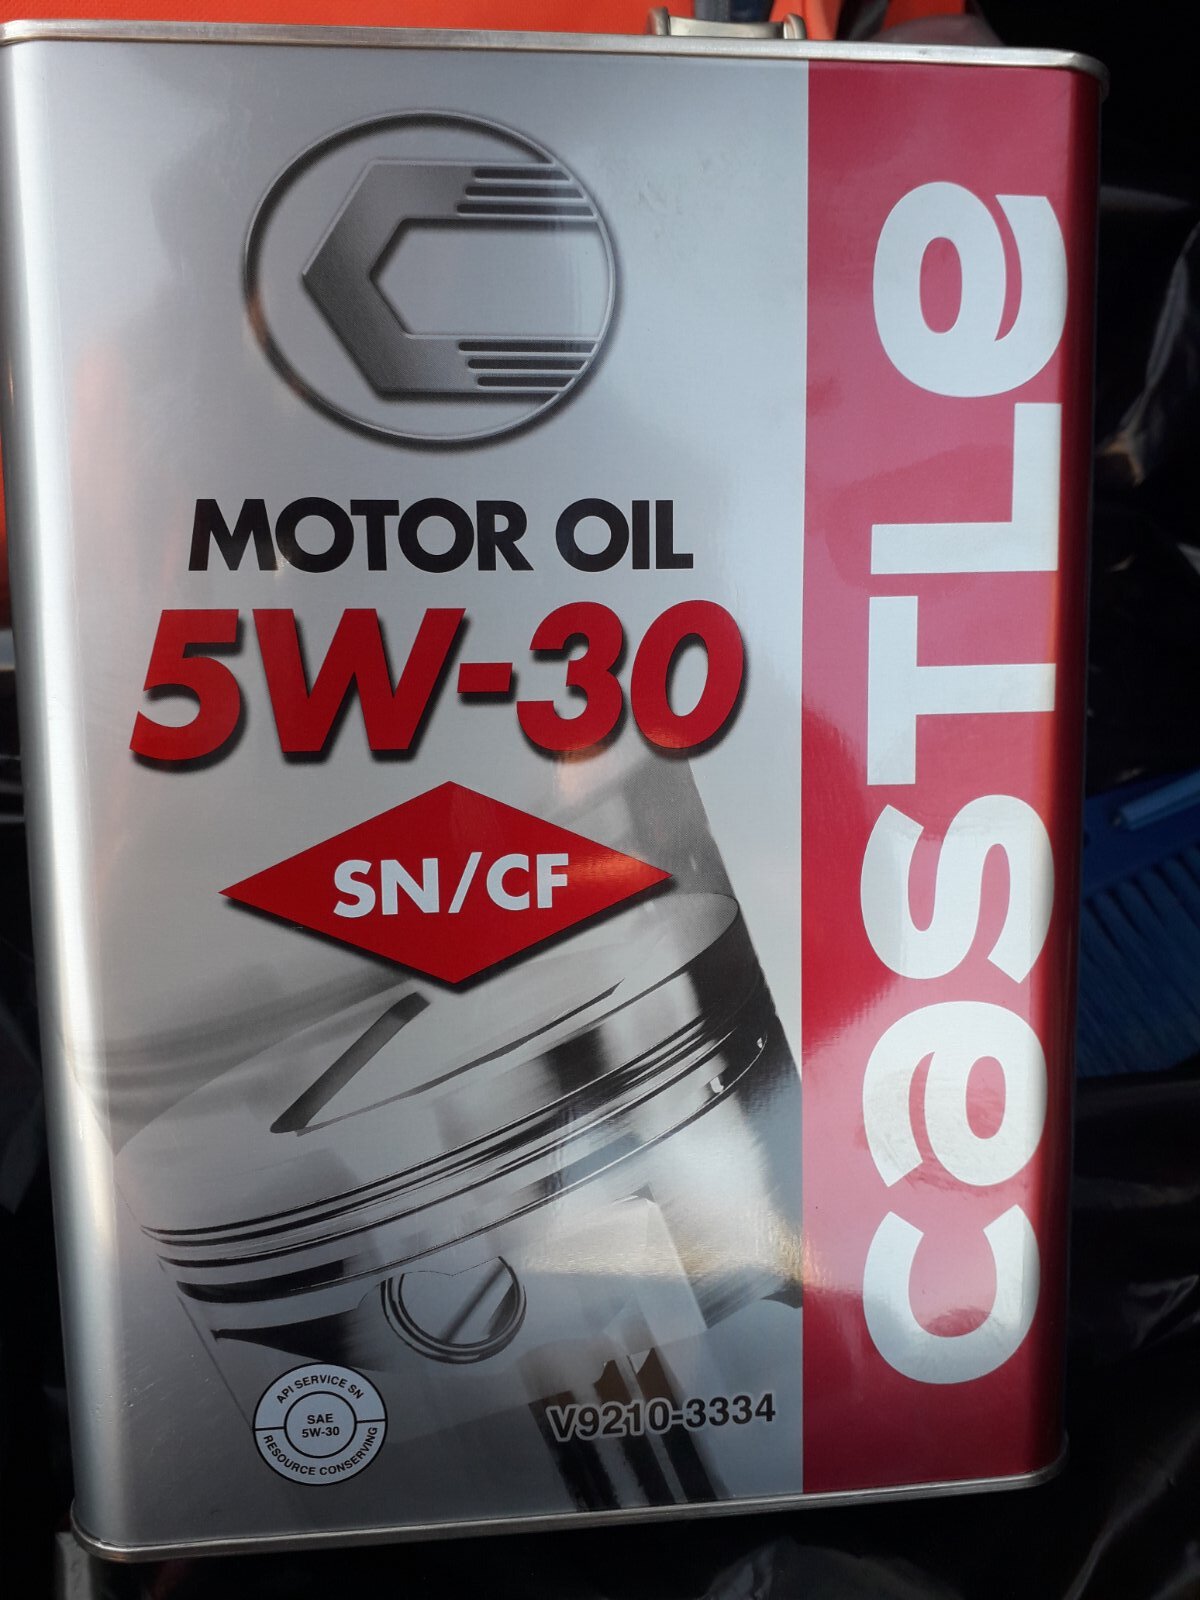 MOTOR OIL
5W-30
SN/CF
API SERVICE SN
SAE
5W-30
RESOURCE CONSERVING
V9210-3334
CaSTLe